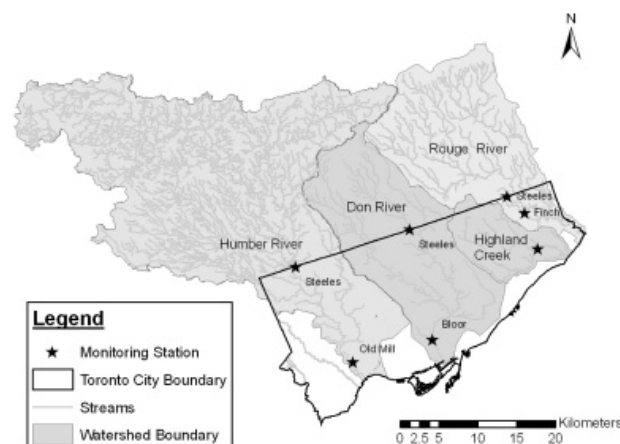 N
Rouge River
Steeles
Finch
Don River
Humber River
Steeles
Highland
Creek
Steeles
Bloor
Old Mill
Legend
Monitoring Station
Toronto City Boundary
Streams
Watershed Boundary
Kilometers
0 2.5 5 10 15 20